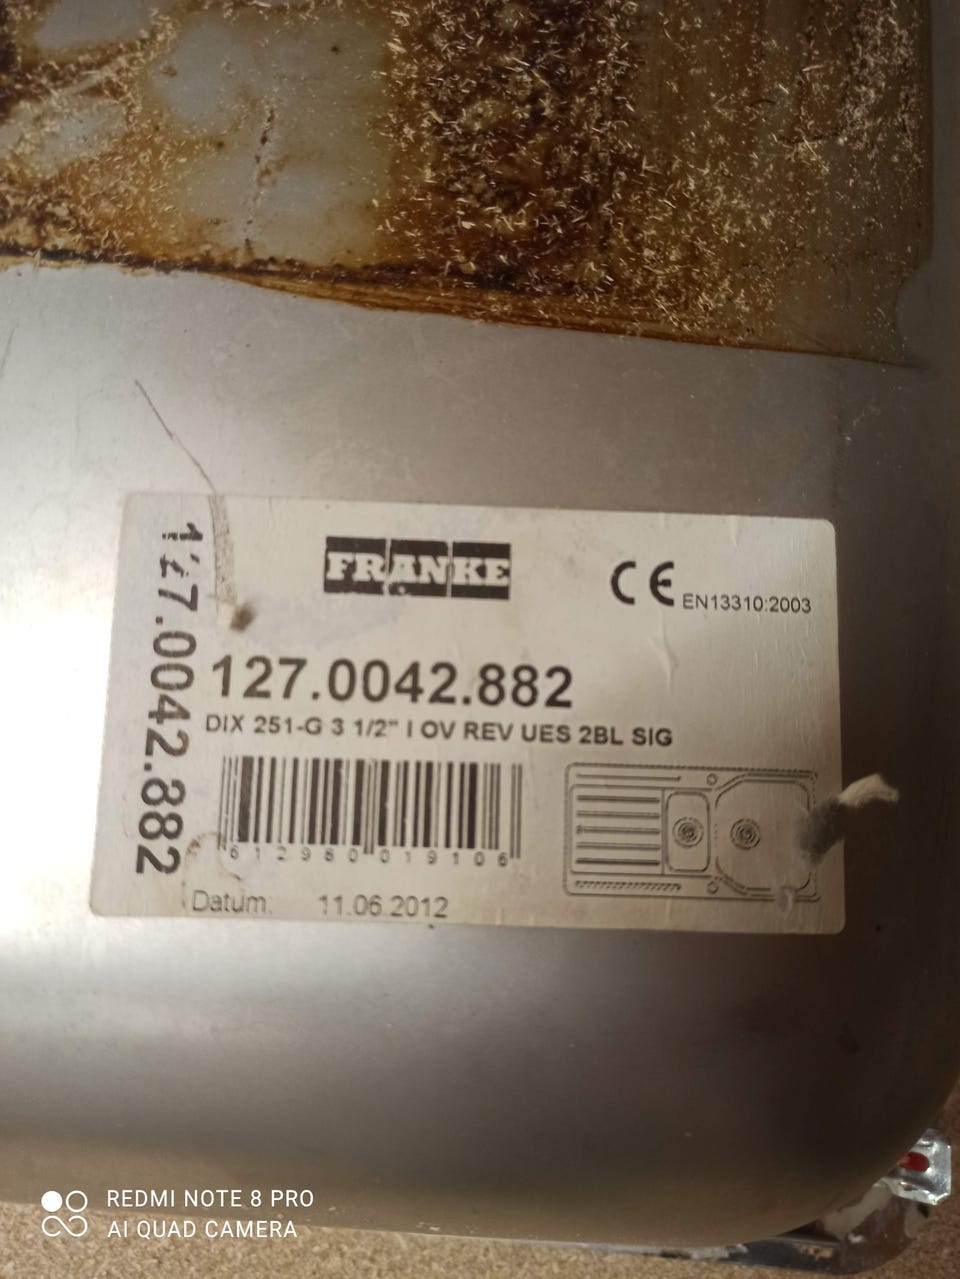 FRANKE
CE EN13310:2003
127.0042.882
127.0042.882
DIX 251-G 3 1/2" I OV REV UES 2BL SIG
612980019106
Datum: 11.06.2012
REDMI NOTE 8 PRO
AI QUAD CAMERA